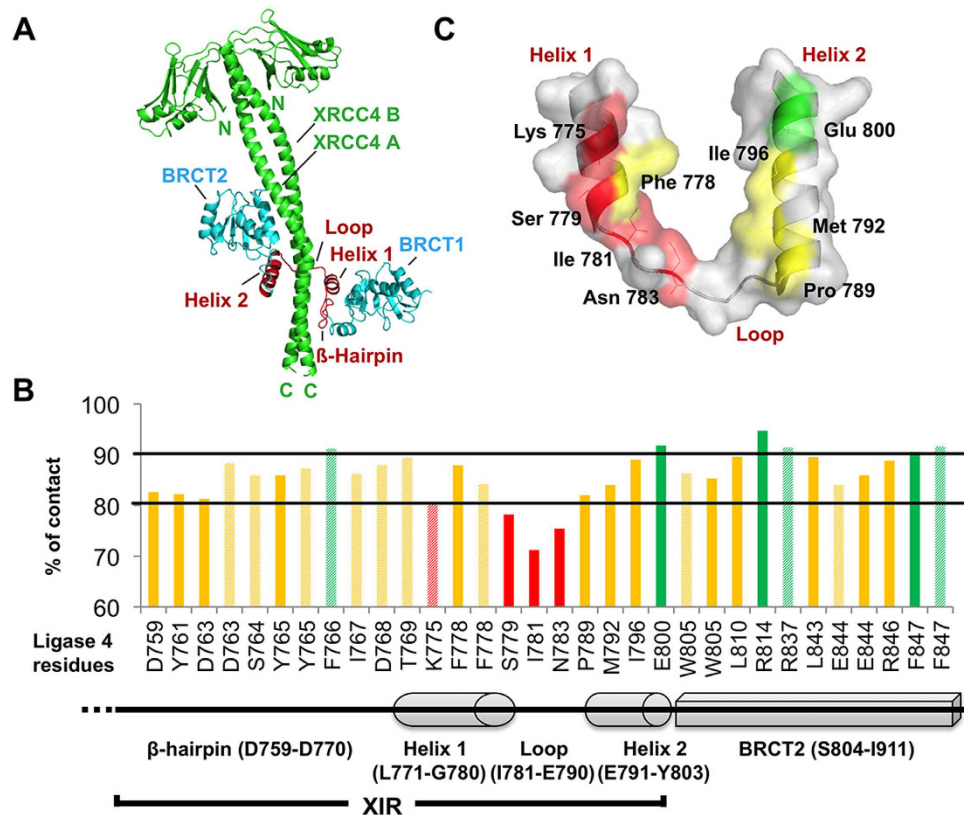 A
N
N
XRCC4 B
XRCC4 A
BRCT2
Loop
Helix 1
BRCT1
Helix 2
ß-Hairpin
C C
C
Helix 1
Helix 2
Lys 775
Glu 800
Ile 796
Phe 778
Ser 779
Met 792
Ile 781
Asn 783
Pro 789
Loop
B
% of contact
100
90
80
70
60
Ligase 4
residues
D759
Y761
D763
D763
S764
Y765
Y765
F766
I767
D768
T769
K775
F778
F778
S779
I781
N783
P789
M792
I796
E800
W805
W805
L810
R814
R837
L843
E844
E844
R846
F847
F847
β-hairpin (D759-D770)
Helix 1
(L771-G780)
Loop
(I781-E790)
Helix 2
(E791-Y803)
BRCT2 (S804-I911)
XIR